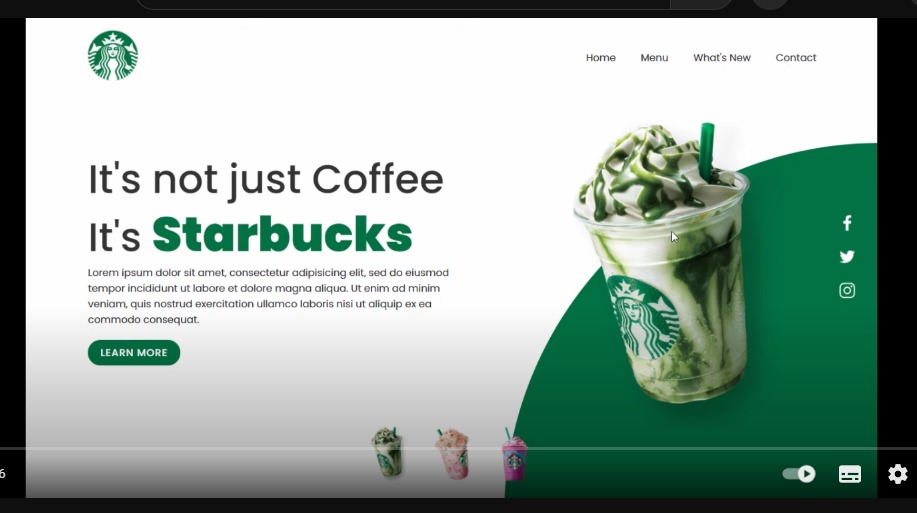 Home Menu What's New Contact
It's not just Coffee
It's Starbucks
Lorem ipsum dolor sit amet, consectetur adipisicing elit, sed do eiusmod
tempor incididunt ut labore et dolore magna aliqua. Ut enim ad minim
veniam, quis nostrud exercitation ullamco laboris nisi ut aliquip ex ea
commodo consequat.
LEARN MORE
6